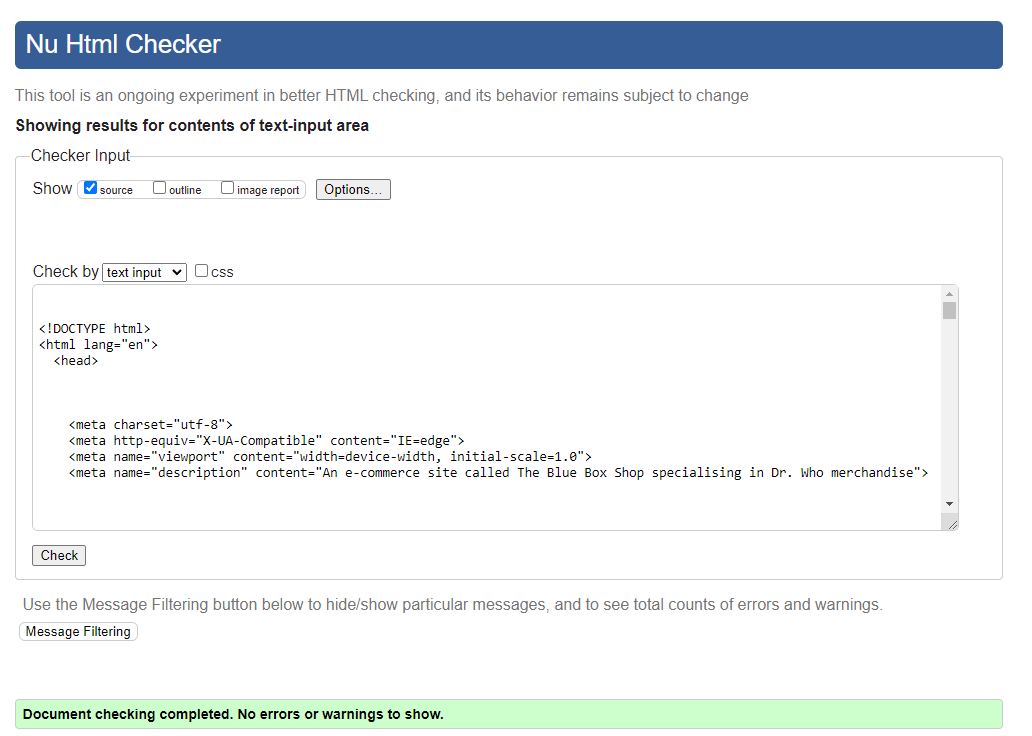 Nu Html Checker
This tool is an ongoing experiment in better HTML checking, and its behavior remains subject to change
Showing results for contents of text-input area
Checker Input
Show source outline image report Options...
Check by text input css
<!DOCTYPE html>
<html lang="en">
<head>
<meta charset="utf-8">
<meta http-equiv="X-UA-Compatible" content="IE=edge">
<meta name="viewport" content="width=device-width, initial-scale=1.0">
<meta name="description" content="An e-commerce site called The Blue Box Shop specialising in Dr. Who merchandise">
Check
Use the Message Filtering button below to hide/show particular messages, and to see total counts of errors and warnings.
Message Filtering
Document checking completed. No errors or warnings to show.